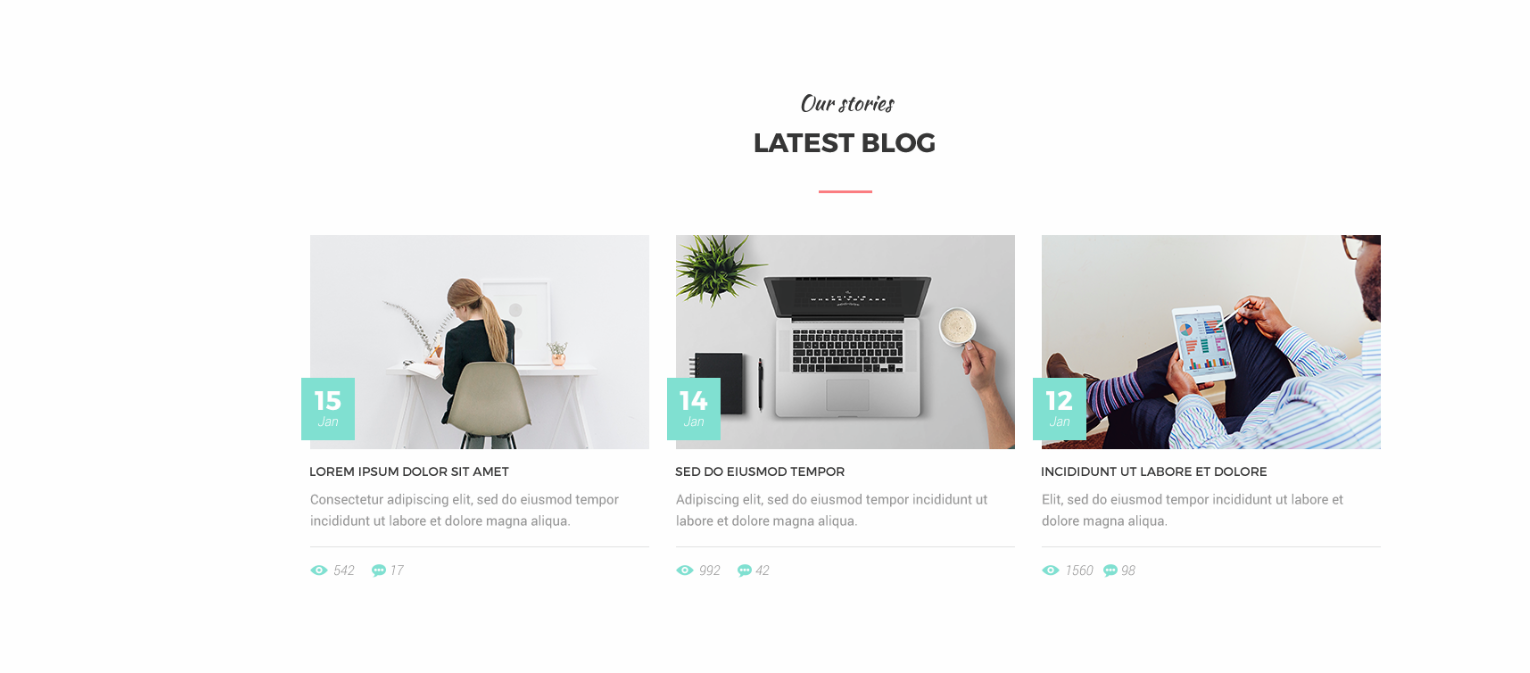 Our stories
LATEST BLOG
15
Jan
LOREM IPSUM DOLOR SIT AMET
Consectetur adipiscing elit, sed do eiusmod tempor
incididunt ut labore et dolore magna aliqua.
542
17
14
Jan
SED DO EIUSMOD TEMPOR
Adipiscing elit, sed do eiusmod tempor incididunt ut
labore et dolore magna aliqua.
992
42
12
Jan
INCIDIDUNT UT LABORE ET DOLORE
Elit, sed do eiusmod tempor incididunt ut labore et
dolore magna aliqua.
1560
98